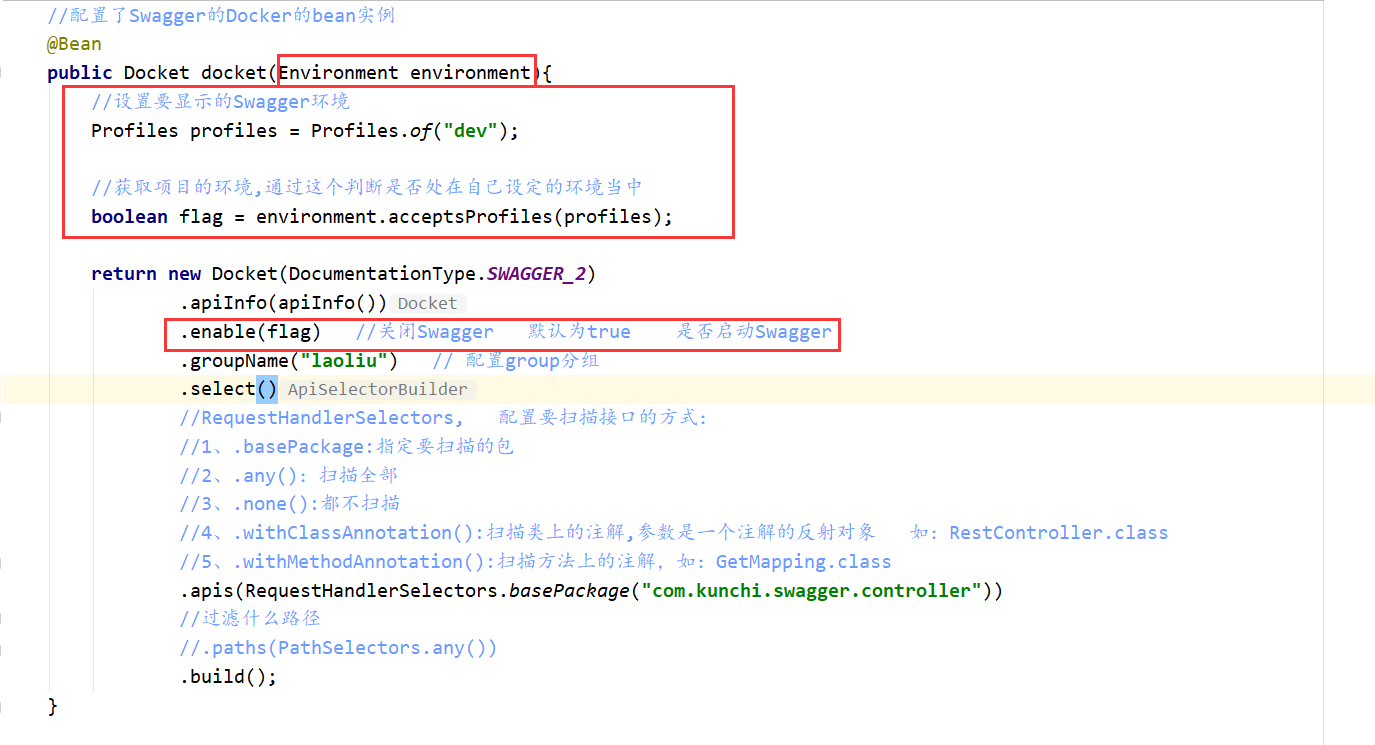 //配置了Swagger的Docker的bean实例
@Bean
public Docket docket(Environment environment){
//设置要显示的Swagger环境
Profiles profiles = Profiles.of("dev");
//获取项目的环境,通过这个判断是否处在自己设定的环境当中
boolean flag = environment.acceptsProfiles(profiles);
return new Docket(DocumentationType.SWAGGER_2)
.apiInfo(apiInfo()) Docket
.enable(flag) //关闭Swagger 默认为true 是否启动Swagger
.groupName("laoliu") // 配置group分组
.select() ApiSelectorBuilder
//RequestHandlerSelectors, 配置要扫描接口的方式:
//1、.basePackage:指定要扫描的包
//2、.any(): 扫描全部
//3、.none():都不扫描
//4、.withClassAnnotation():扫描类上的注解,参数是一个注解的反射对象 如: RestController.class
//5、.withMethodAnnotation():扫描方法上的注解, 如: GetMapping.class
.apis(RequestHandlerSelectors.basePackage("com.kunchi.swagger.controller"))
//过滤什么路径
//.paths(PathSelectors.any())
.build();
}